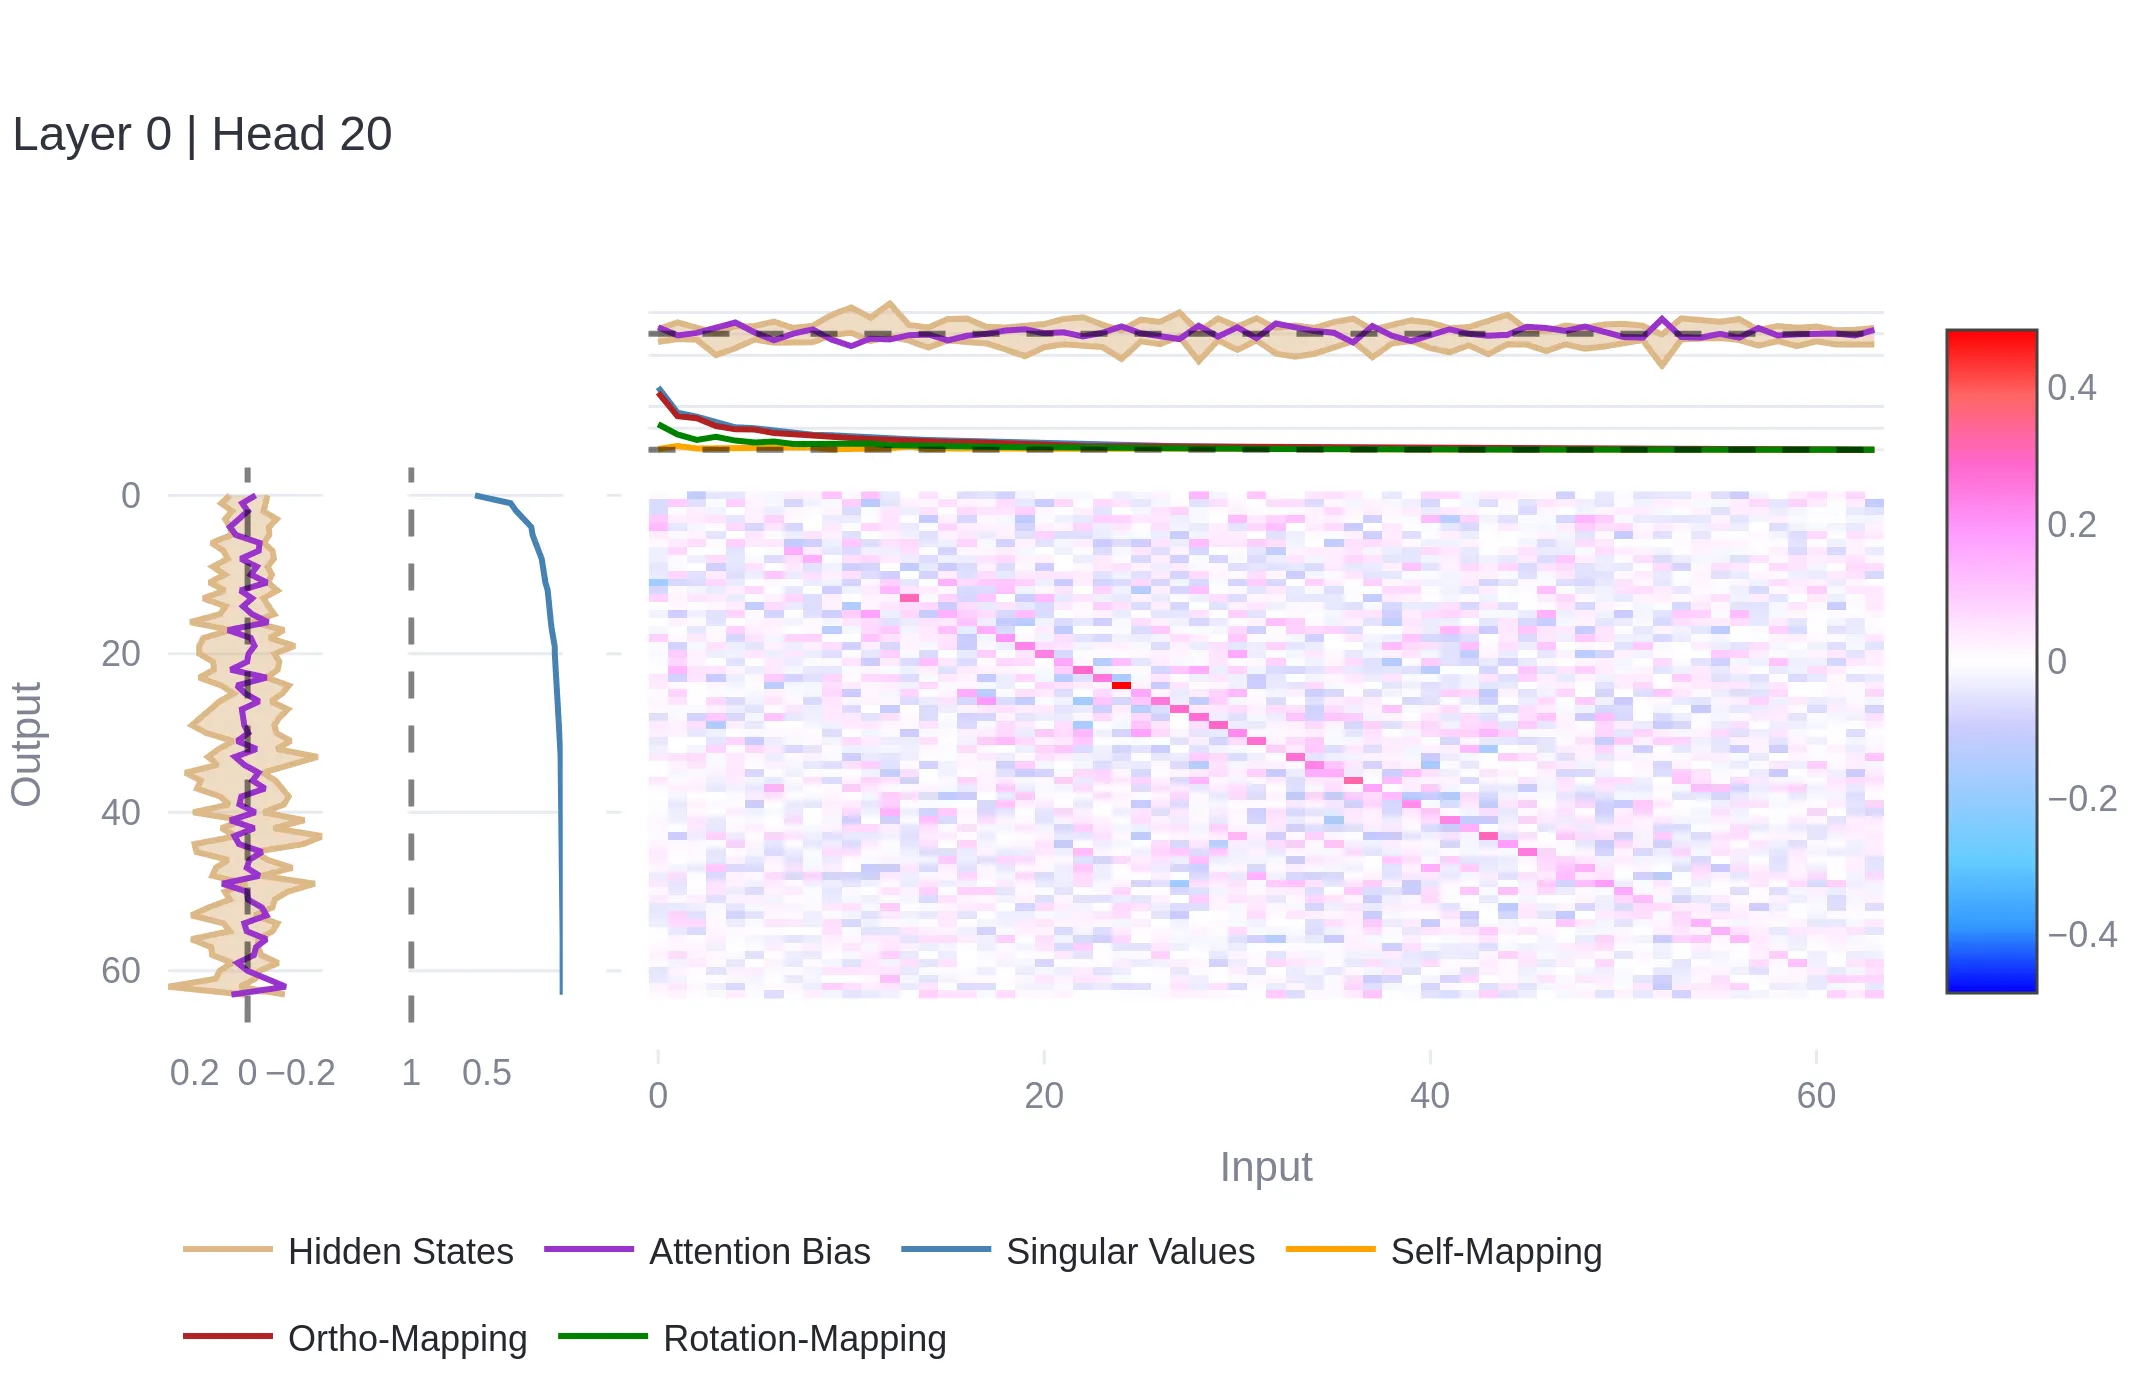 Layer 0 | Head 20
0.4
0.2
0
−0.2
−0.4
0
20
40
60
Output
0.2 0 −0.2
1 0.5
0 20 40 60
Input
Hidden States Attention Bias Singular Values Self-Mapping
Ortho-Mapping Rotation-Mapping